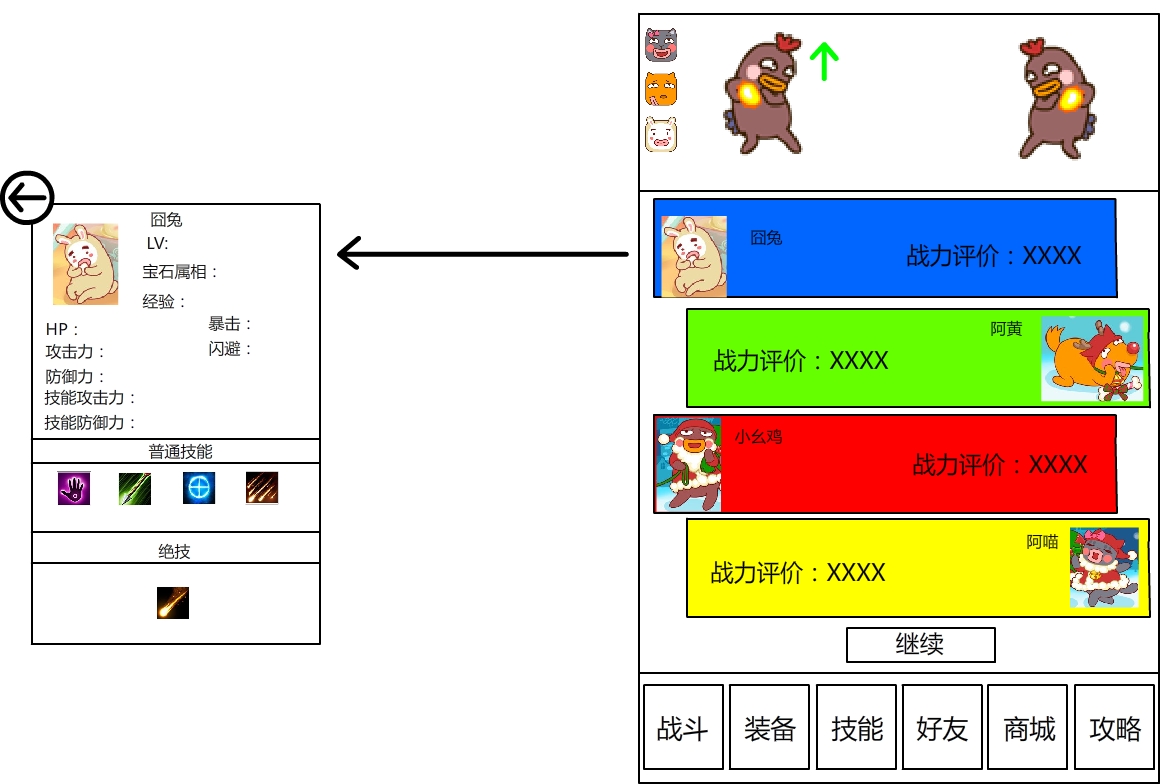 囧兔
LV:
宝石属相：
经验：
HP：
暴击：
攻击力：
闪避：
防御力：
技能攻击力：
技能防御力：
普通技能
绝技
囧兔
战力评价：XXXX
阿黄
战力评价：XXXX
小幺鸡
战力评价：XXXX
阿喵
战力评价：XXXX
继续
战斗
装备
技能
好友
商城
攻略